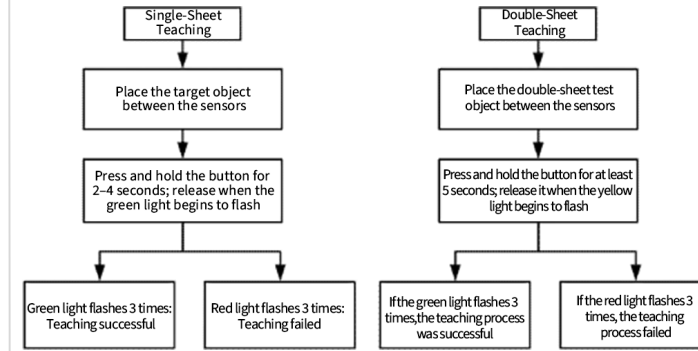 Single-Sheet
Teaching
Place the target object
between the sensors
Press and hold the button for
2–4 seconds; release when the
green light begins to flash
Green light flashes 3 times:
Teaching successful
Red light flashes 3 times:
Teaching failed
Double-Sheet
Teaching
Place the double-sheet test
object between the sensors
Press and hold the button for at least
5 seconds; release it when the yellow
light begins to flash
If the green light flashes 3
times,the teaching process
was successful
If the red light flashes 3
times, the teaching
process failed